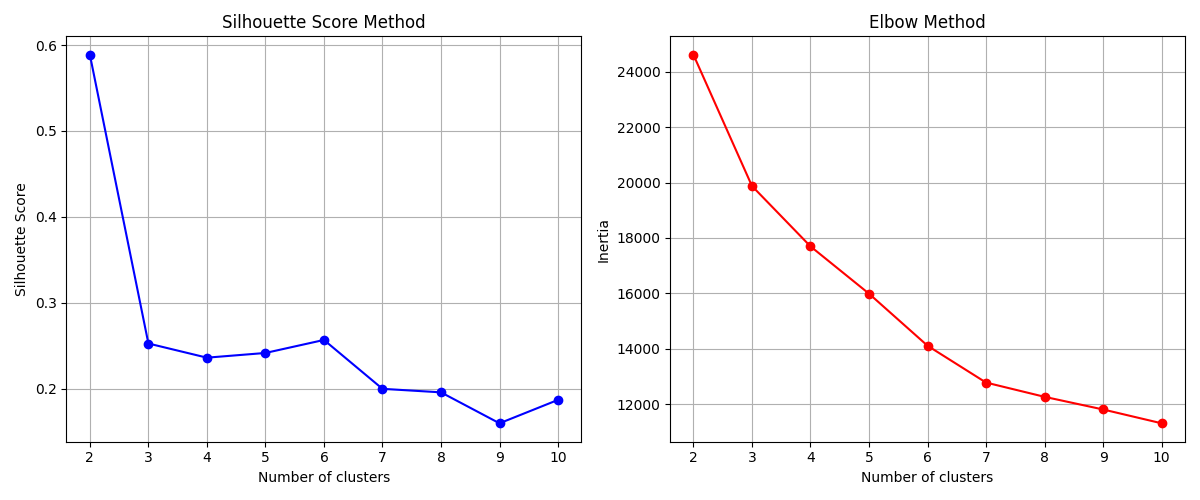 Silhouette Score Method
0.6
0.5
0.4
0.3
0.2
Silhouette Score
2 3 4 5 6 7 8 9 10
Number of clusters
Elbow Method
24000
22000
20000
18000
16000
14000
12000
Inertia
2 3 4 5 6 7 8 9 10
Number of clusters